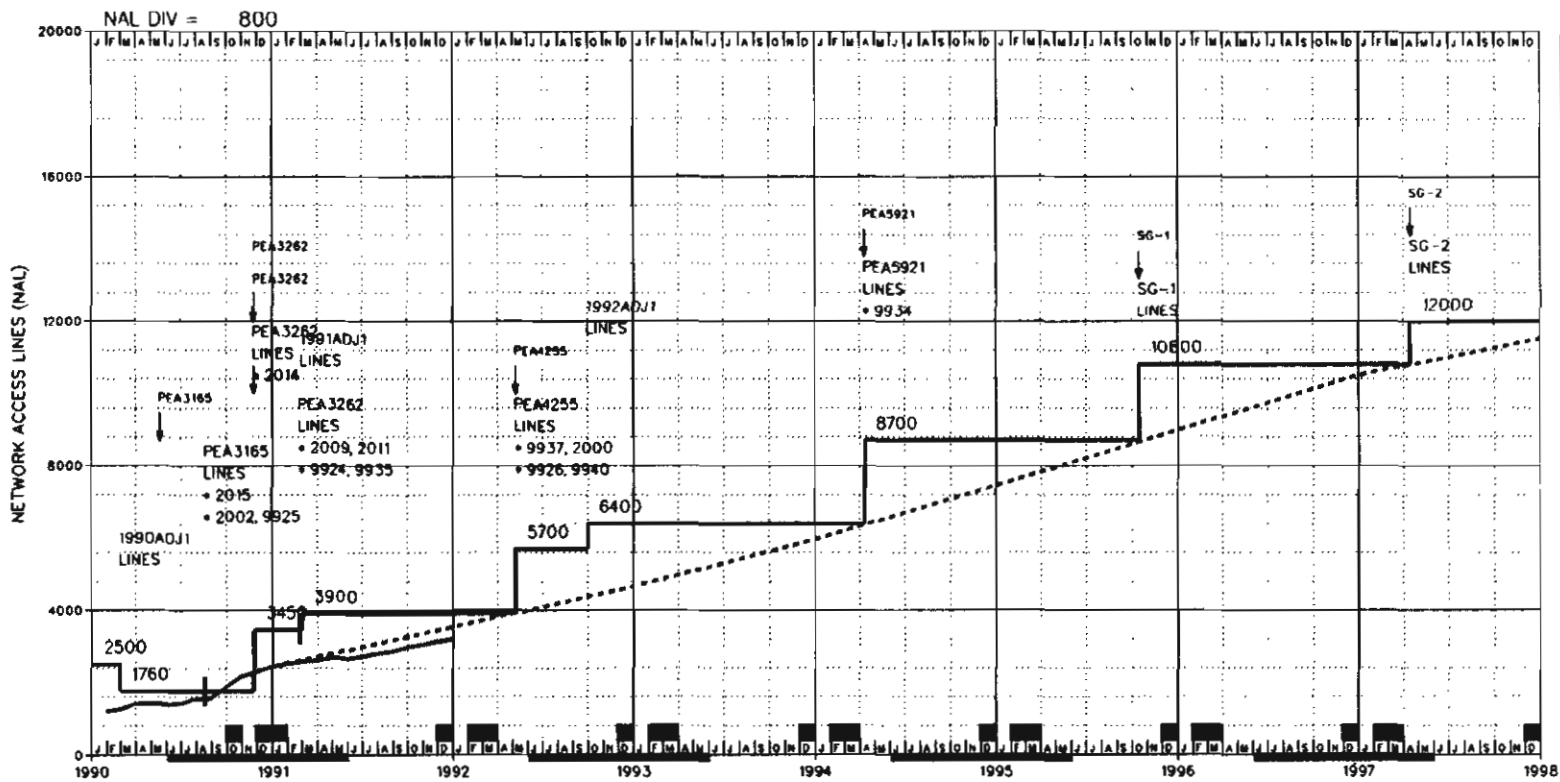 NAL DIV = 800
J F M A M J J A S O N D J F M A M J J A S O N D J F M A M J J A S O N D J F M A M J J A S O N D J F M A M J J A S O N D J F M A M J J A S O N D J F M A M J J A S O N D J F M A M J J A S O N D
20000
16000
12000
8000
4000
0
NETWORK ACCESS LINES (NAL)
SG-2
PEA5921
SG-1
PEA3262
SG-2
LINES
PEA5921
LINES
• 9934
PEA3262
SG-1
LINES
12000
1992ADJ1
LINES
PEA3262
LINES
• 2014
1991ADJ1
LINES
PEA4255
10800
PEA3165
PEA3262
LINES
• 2009, 2011
• 9924, 9935
PEA4255
LINES
• 9937, 2000
• 9926, 9940
8700
PEA3165
LINES
• 2015
• 2002, 9925
6400
1990ADJ1
LINES
5700
3900
3450
2500
1760
J F M A M J J A S O N D J F M A M J J A S O N D J F M A M J J A S O N D J F M A M J J A S O N D J F M A M J J A S O N D J F M A M J J A S O N D J F M A M J J A S O N D J F M A M J J A S O N D
1990 1991 1992 1993 1994 1995 1996 1997 1998